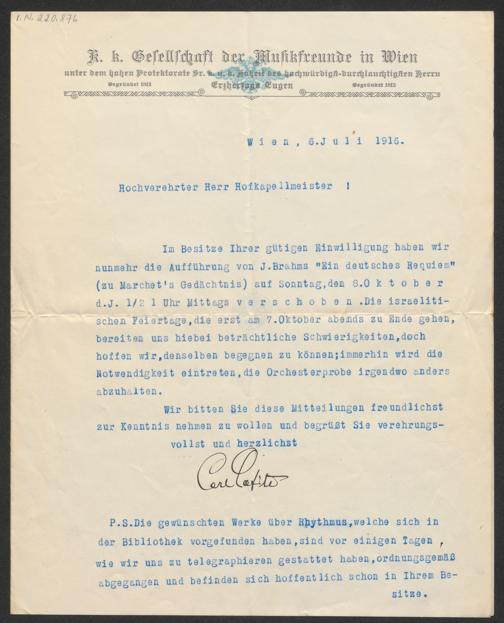 I.N. 220.876
K. k. Gesellschaft der Musikfreunde in Wien
unter dem hohen Protektorate Sr. k. u. k. Hoheit des hochwürdigst-durchlauchtigsten Herrn
Gegründet 1812 Erzherzogs Eugen Gegründet 1812
W i e n , 6.J u l i 1916.
Hochverehrter Herr Hofkapellmeister !
Im Besitze Ihrer gütigen Einwilligung haben wir
nunmehr die Aufführung von J.Brahms "Ein deutsches Requiem"
(zu Marchet's Gedächtnis) auf Sonntag,den 8.O k t o b e r
d.J. 1/2 1 Uhr Mittags v e r s c h o b e n .Die israeliti-
schen Feiertage,die erst am 7.Oktober abends zu Ende gehen,
bereiten uns hiebei beträchtliche Schwierigkeiten,doch
hoffen wir,denselben begegnen zu können;immerhin wird die
Notwendigkeit eintreten,die Orchesterprobe irgendwo anders
abzuhalten.
Wir bitten Sie diese Mitteilungen freundlichst
zur Kenntnis nehmen zu wollen und begrüßt Sie verehrungs-
vollst und herzlichst
Carl Lafite
P.S.Die gewünschten Werke über Rhythmus,welche sich in
der Bibliothek vorgefunden haben,sind vor einigen Tagen ,
wie wir uns zu telegraphieren gestattet haben,ordnungsgemäß
abgegangen und befinden sich hoffentlich schon in Ihrem Be-
sitze.